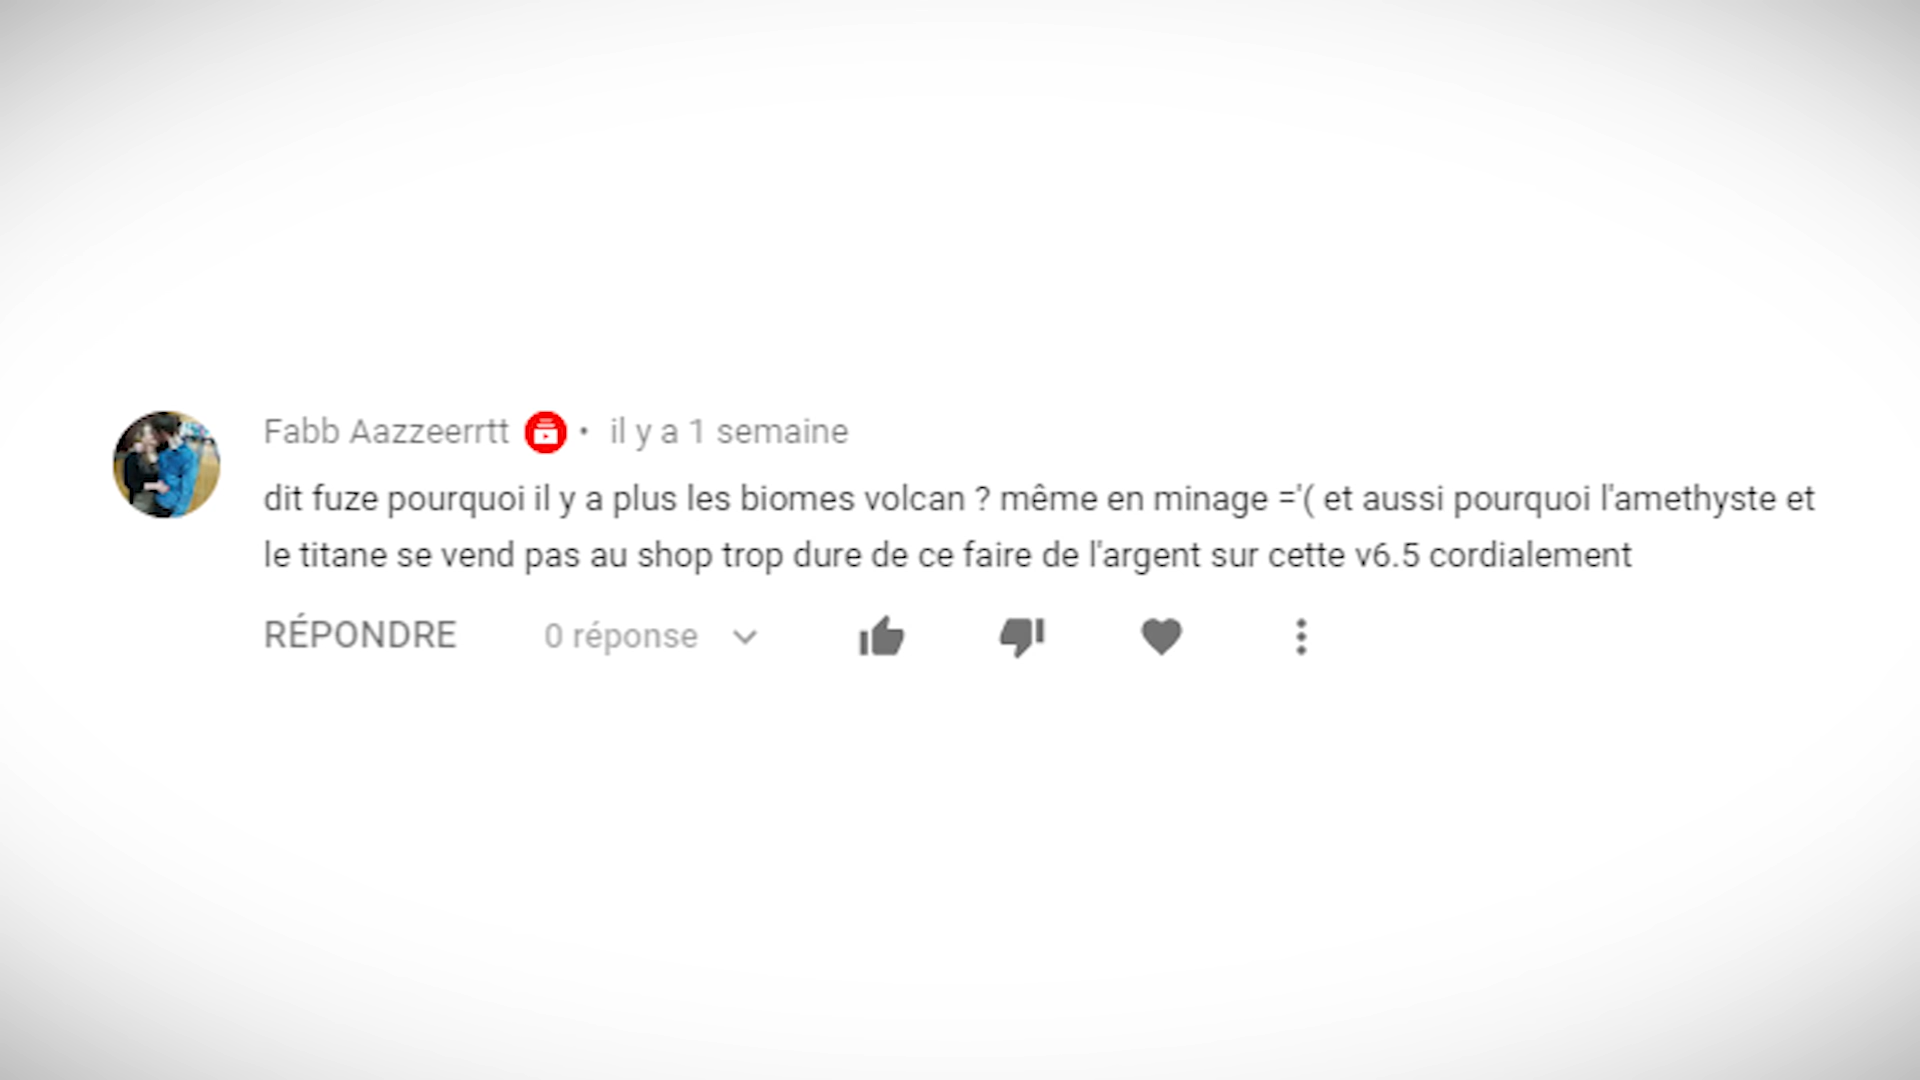 Fabb Aazzeerrtt • il y a 1 semaine
dit fuze pourquoi il y a plus les biomes volcan ? même en minage ='( et aussi pourquoi l'amethyste et
le titane se vend pas au shop trop dure de ce faire de l'argent sur cette v6.5 cordialement
RÉPONDRE 0 réponse